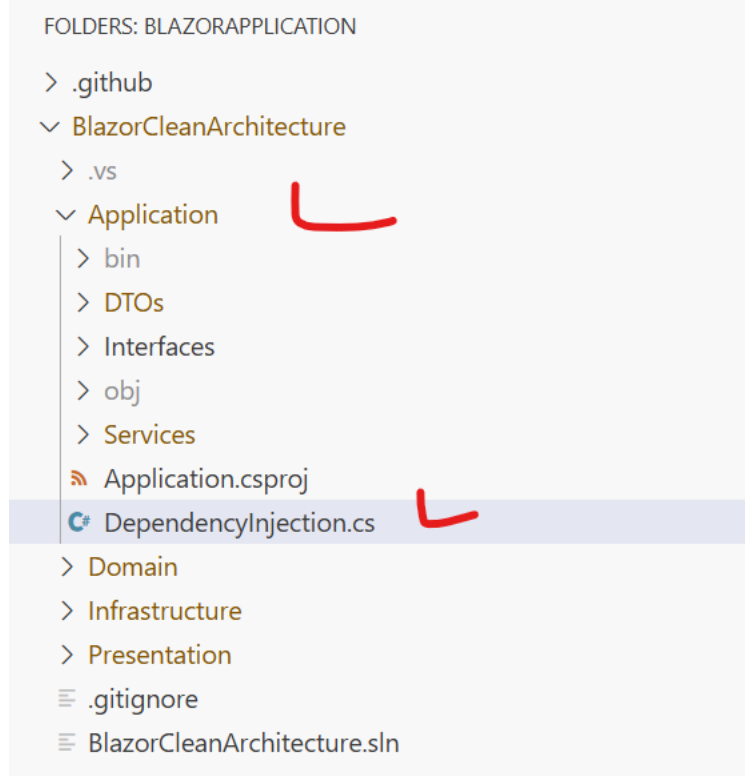 FOLDERS: BLAZORAPPLICATION
.github
BlazorCleanArchitecture
.vs
Application
bin
DTOs
Interfaces
obj
Services
Application.csproj
C# DependencyInjection.cs
Domain
Infrastructure
Presentation
.gitignore
BlazorCleanArchitecture.sln